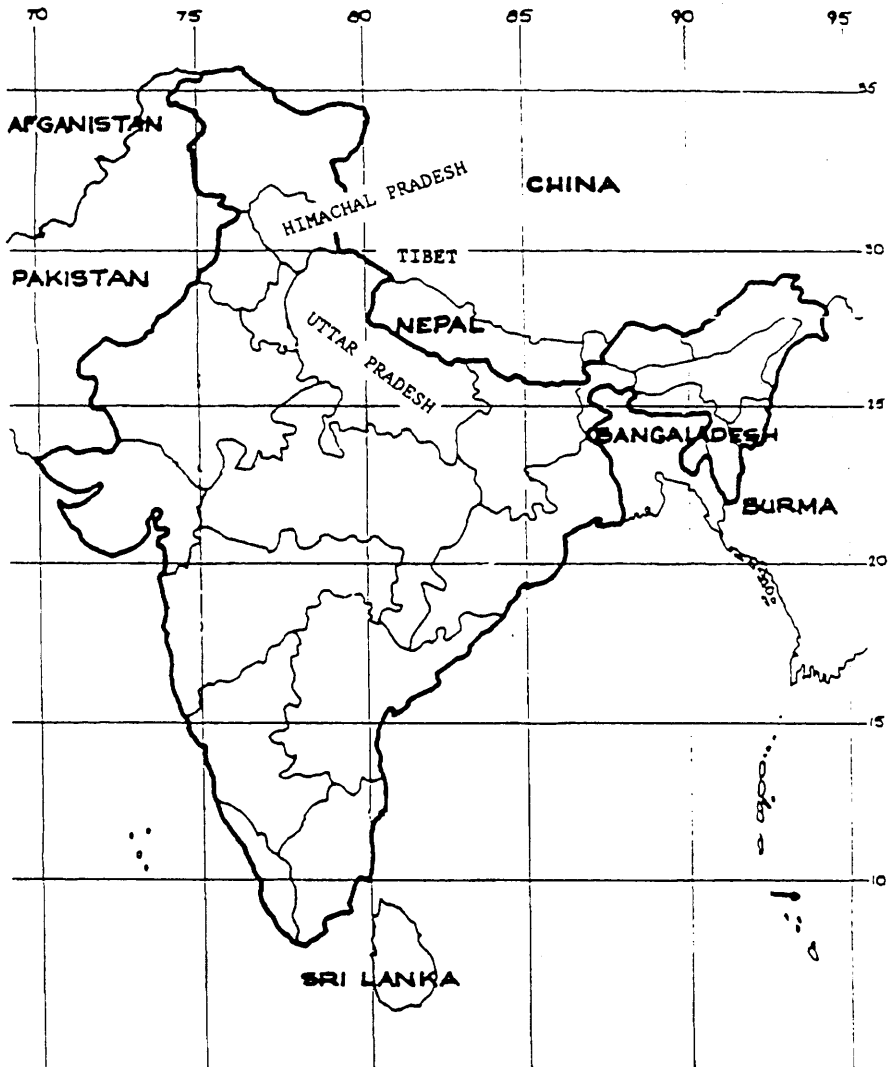 70 75 80 85 90 95
35
AFGANISTAN
HIMACHAL PRADESH
CHINA
30
TIBET
PAKISTAN
NEPAL
UTTAR PRADESH
25
BANGALADESH
BURMA
20
15
10
SRI LANKA